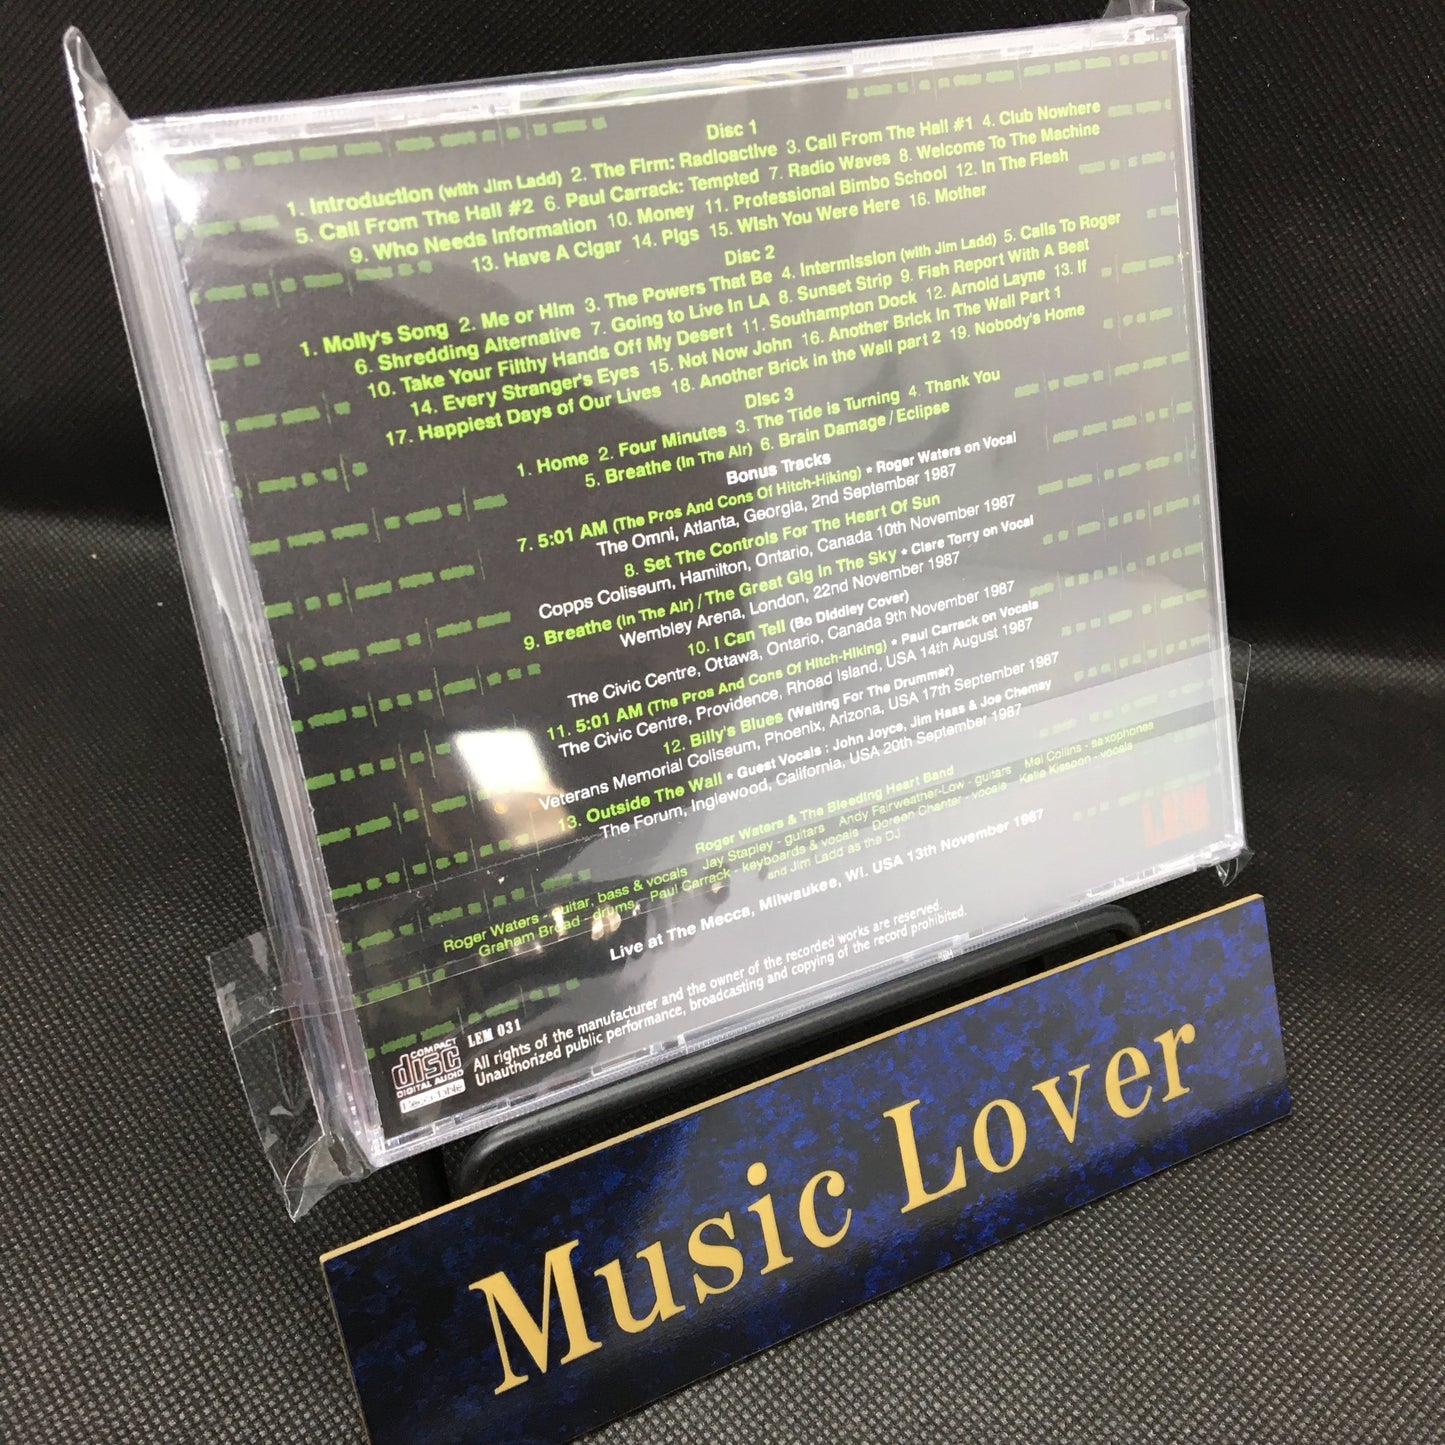 Disc 1
1. Introduction (with Jim Ladd) 2. The Firm: Radioactive 3. Call From The Hall #1 4. Club Nowhere
5. Call From The Hall #2 6. Paul Carrack: Tempted 7. Radio Waves 8. Welcome To The Machine
9. Who Needs Information 10. Money 11. Professional Bimbo School 12. In The Flesh
13. Have A Cigar 14. Pigs 15. Wish You Were Here 16. Mother
Disc 2
1. Molly's Song 2. Me or Him 3. The Powers That Be 4. Intermission (with Jim Ladd) 5. Calls To Roger
6. Shredding Alternative 7. Going to Live In LA 8. Sunset Strip 9. Fish Report With A Beat
10. Take Your Filthy Hands Off My Desert 11. Southampton Dock 12. Arnold Layne 13. If
14. Every Stranger's Eyes 15. Not Now John 16. Another Brick In The Wall Part 1
17. Happiest Days of Our Lives 18. Another Brick in the Wall part 2 19. Nobody's Home
Disc 3
1. Home 2. Four Minutes 3. The Tide is Turning 4. Thank You
5. Breathe (In The Air) 6. Brain Damage / Eclipse
Bonus Tracks
7. 5:01 AM (The Pros And Cons Of Hitch-Hiking) * Roger Waters on Vocal
The Omni, Atlanta, Georgia, 2nd September 1987
8. Set The Controls For The Heart Of Sun
Copps Coliseum, Hamilton, Ontario, Canada 10th November 1987
9. Breathe (In The Air) / The Great Gig In The Sky * Clare Torry on Vocal
Wembley Arena, London, 22nd November 1987
10. I Can Tell (Bo Diddley Cover)
The Civic Centre, Ottawa, Ontario, Canada 9th November 1987
11. 5:01 AM (The Pros And Cons Of Hitch-Hiking) * Paul Carrack on Vocals
The Civic Centre, Providence, Rhoad Island, USA 14th August 1987
12. Billy's Blues (Waiting For The Drummer)
Veterans Memorial Coliseum, Phoenix, Arizona, USA 17th September 1987
13. Outside The Wall * Guest Vocals : John Joyce, Jim Haas & Joe Chemay
The Forum, Inglewood, California, USA 20th September 1987
Roger Waters & The Bleeding Heart Band
Roger Waters - guitar, bass & vocals Jay Stapley - guitars Andy Fairweather-Low - guitars Mel Collins - saxophones
Graham Broad - drums Paul Carrack - keyboards & vocals Doreen Chanter - vocals Katie Kissoon - vocals
and Jim Ladd as the DJ
Live at The Mecca, Milwaukee, WI. USA 13th November 1987
COMPACT
disc
DIGITAL AUDIO
LEM 031
All rights of the manufacturer and the owner of the recorded works are reserved.
Unauthorized public performance, broadcasting and copying of the record prohibited.
Music Lover